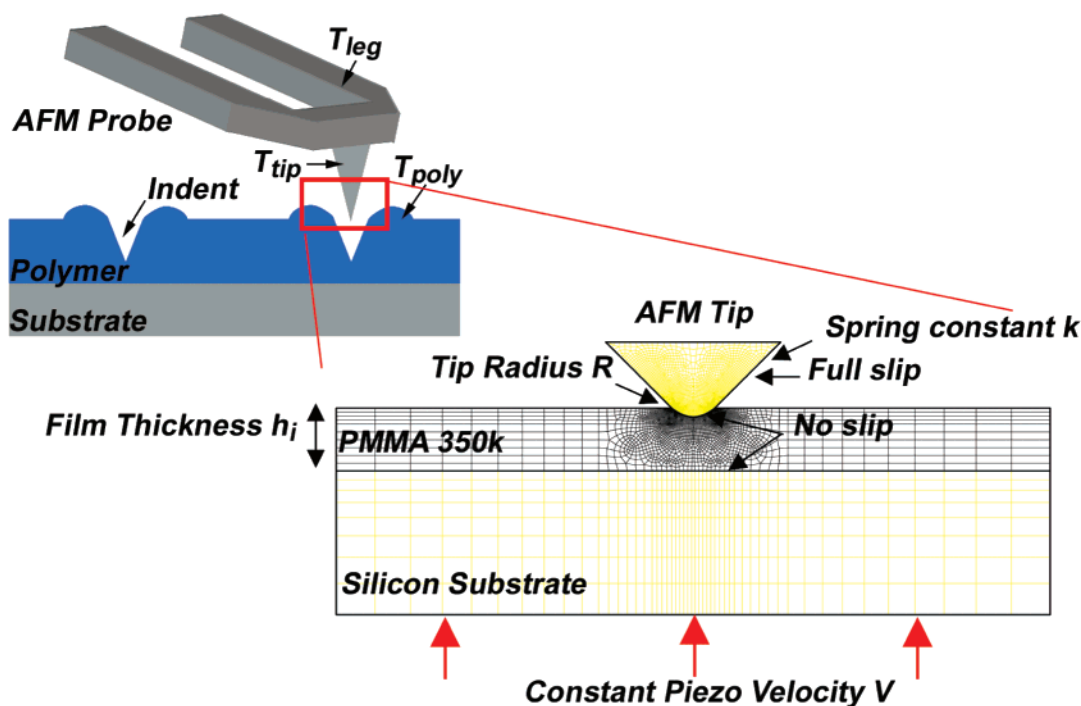 T_leg
AFM Probe
T_tip
T_poly
Indent
Polymer
Substrate
AFM Tip
Spring constant k
Tip Radius R
Full slip
Film Thickness h_i
No slip
PMMA 350k
Silicon Substrate
Constant Piezo Velocity V